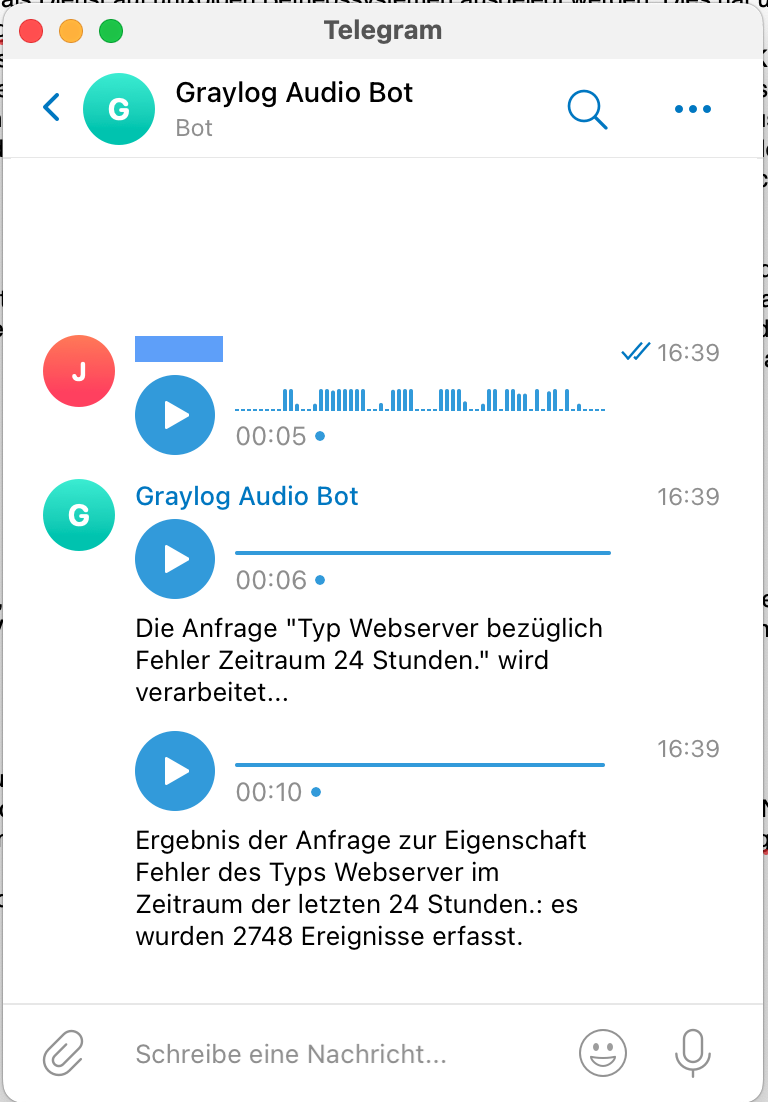 Telegram
G
Graylog Audio Bot
Bot
J
16:39
00:05
G
Graylog Audio Bot
16:39
00:06
Die Anfrage "Typ Webserver bezüglich
Fehler Zeitraum 24 Stunden." wird
verarbeitet...
16:39
00:10
Ergebnis der Anfrage zur Eigenschaft
Fehler des Typs Webserver im
Zeitraum der letzten 24 Stunden.: es
wurden 2748 Ereignisse erfasst.
Schreibe eine Nachricht...